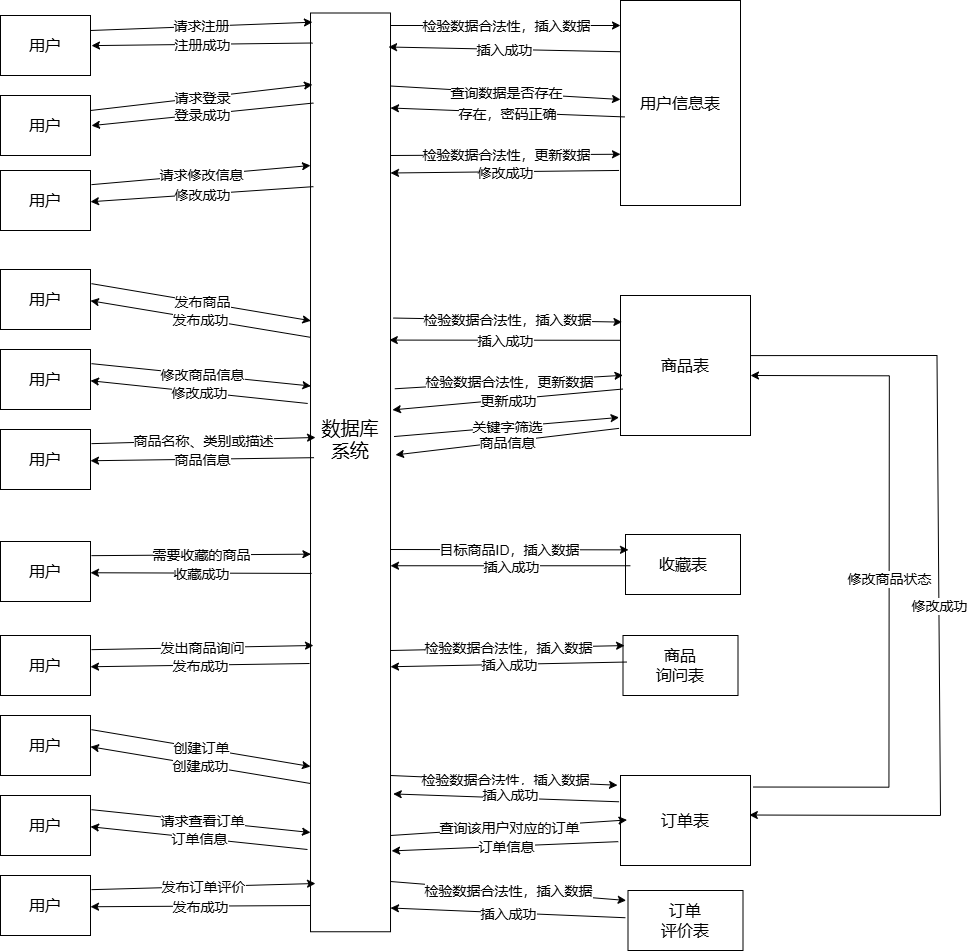 用户
请求注册
注册成功
检验数据合法性，插入数据
插入成功
用户
请求登录
登录成功
查询数据是否存在
存在，密码正确
用户信息表
用户
请求修改信息
修改成功
检验数据合法性，更新数据
修改成功
用户
发布商品
发布成功
检验数据合法性，插入数据
插入成功
用户
修改商品信息
修改成功
检验数据合法性，更新数据
更新成功
商品表
数据库
系统
用户
商品名称、类别或描述
商品信息
关键字筛选
商品信息
用户
需要收藏的商品
收藏成功
目标商品ID，插入数据
插入成功
收藏表
修改商品状态
修改成功
用户
发出商品询问
发布成功
检验数据合法性，插入数据
插入成功
商品
询问表
用户
创建订单
创建成功
检验数据合法性，插入数据
插入成功
用户
请求查看订单
订单信息
查询该用户对应的订单
订单信息
订单表
用户
发布订单评价
发布成功
检验数据合法性，插入数据
插入成功
订单
评价表